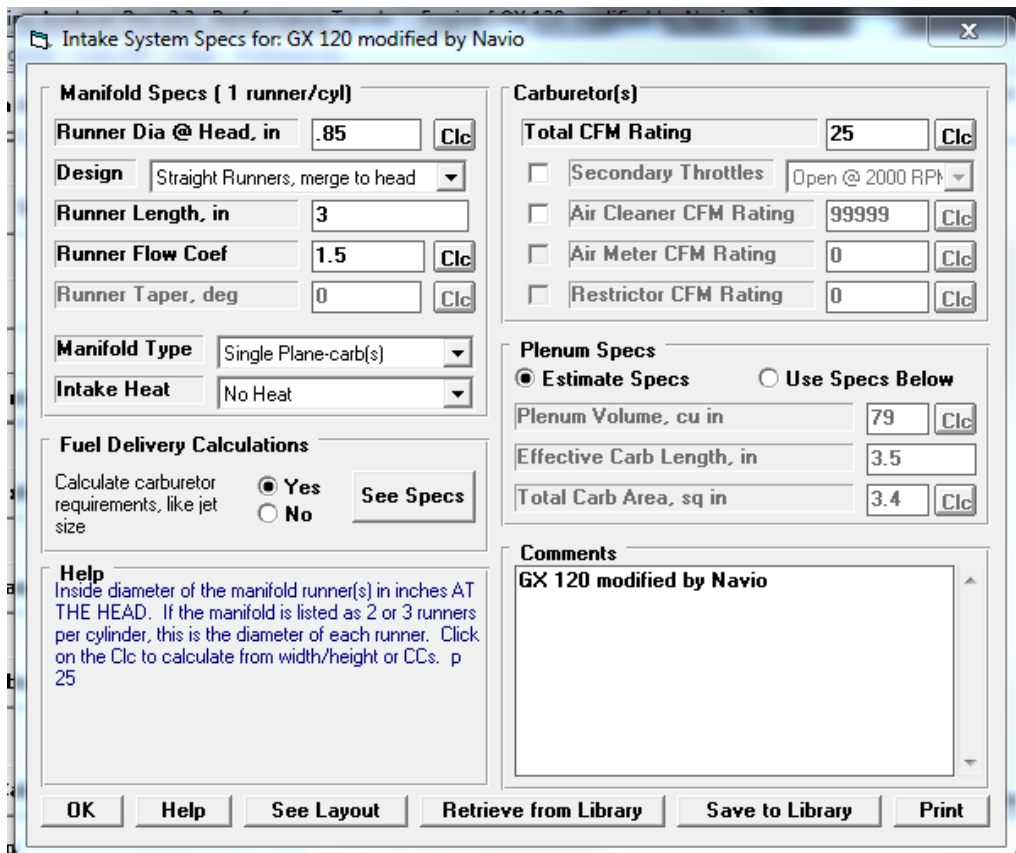 Intake System Specs for: GX 120 modified by Navio
Manifold Specs ( 1 runner/cyl)
Runner Dia @ Head, in .85 Clc
Design Straight Runners, merge to head
Runner Length, in 3
Runner Flow Coef 1.5 Clc
Runner Taper, deg 0 Clc
Manifold Type Single Plane-carb(s)
Intake Heat No Heat
Fuel Delivery Calculations
Calculate carburetor
requirements, like jet
size
Yes
No
See Specs
Help
Inside diameter of the manifold runner(s) in inches AT
THE HEAD. If the manifold is listed as 2 or 3 runners
per cylinder, this is the diameter of each runner. Click
on the Clc to calculate from width/height or CCs. p
25
Carburetor(s)
Total CFM Rating 25 Clc
Secondary Throttles Open @ 2000 RPM
Air Cleaner CFM Rating 99999 Clc
Air Meter CFM Rating 0 Clc
Restrictor CFM Rating 0 Clc
Plenum Specs
Estimate Specs Use Specs Below
Plenum Volume, cu in 79 Clc
Effective Carb Length, in 3.5
Total Carb Area, sq in 3.4 Clc
Comments
GX 120 modified by Navio
OK Help See Layout Retrieve from Library Save to Library Print